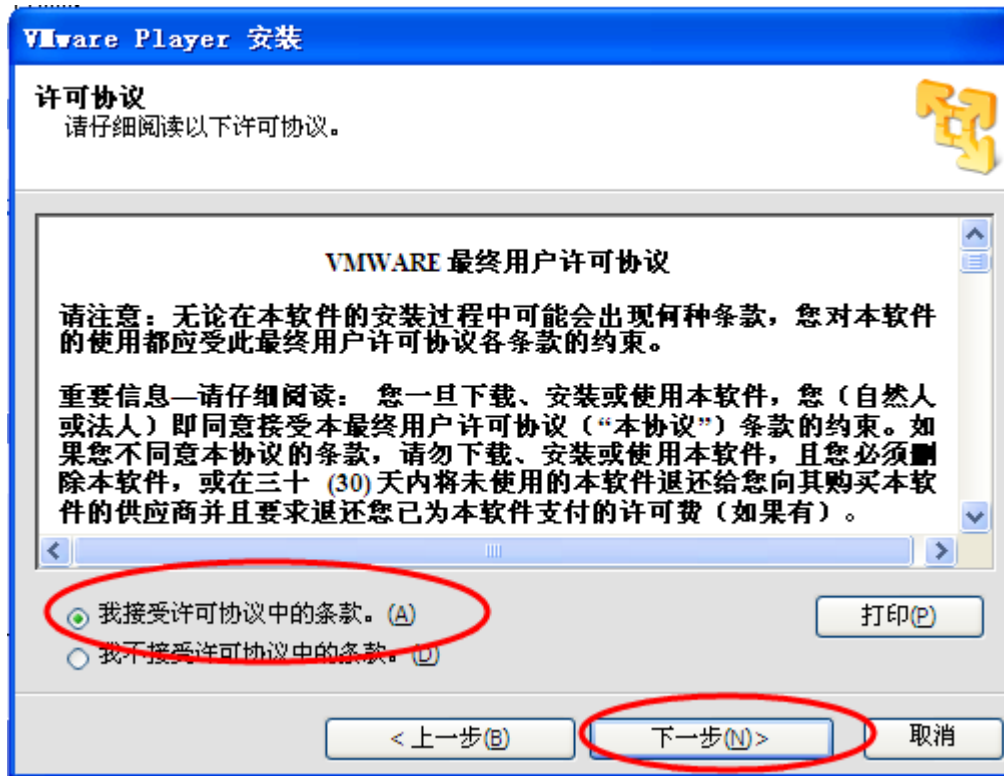 VMware Player 安装
许可协议
请仔细阅读以下许可协议。
VMWARE 最终用户许可协议
请注意：无论在本软件的安装过程中可能会出现何种条款，您对本软件
的使用都应受此最终用户许可协议各条款的约束。
重要信息—请仔细阅读： 您一旦下载、安装或使用本软件，您（自然人
或法人）即同意接受本最终用户许可协议（“本协议”）条款的约束。如
果您不同意本协议的条款，请勿下载、安装或使用本软件，且您必须删
除本软件，或在三十 (30) 天内将未使用的本软件退还给您向其购买本软
件的供应商并且要求退还您已为本软件支付的许可费（如果有）。
我接受许可协议中的条款。(A)
打印(P)
我不接受许可协议中的条款。(D)
< 上一步(B)
下一步(N)>
取消